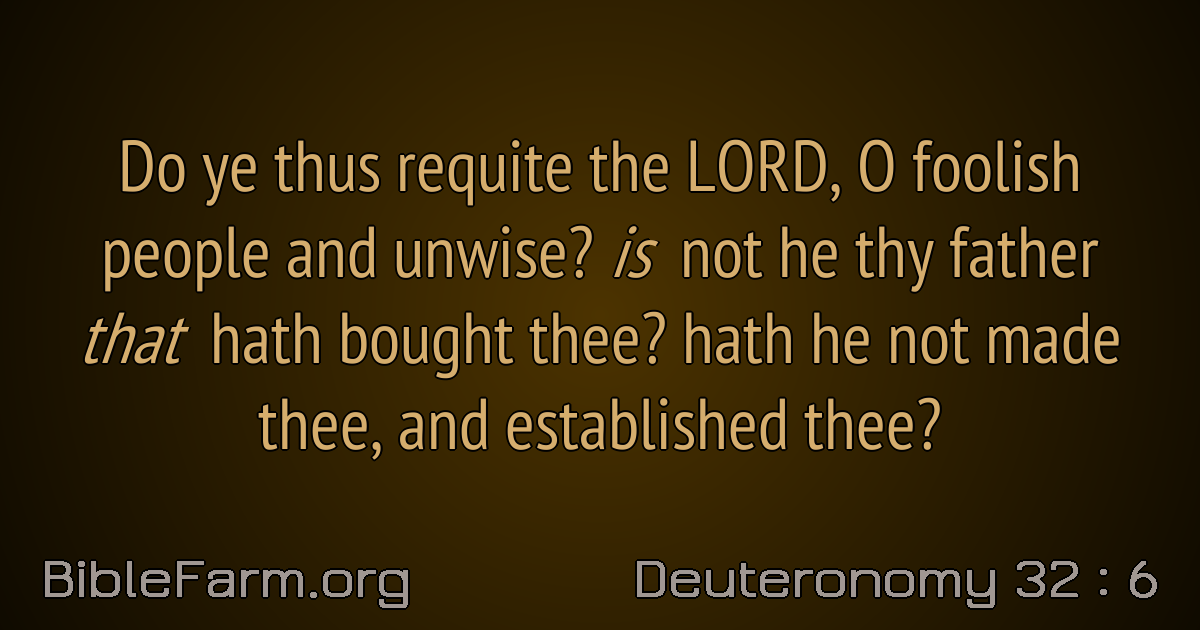 Do ye thus requite the LORD, O foolish
people and unwise? is not he thy father
that hath bought thee? hath he not made
thee, and established thee?
BibleFarm.org
Deuteronomy 32 : 6